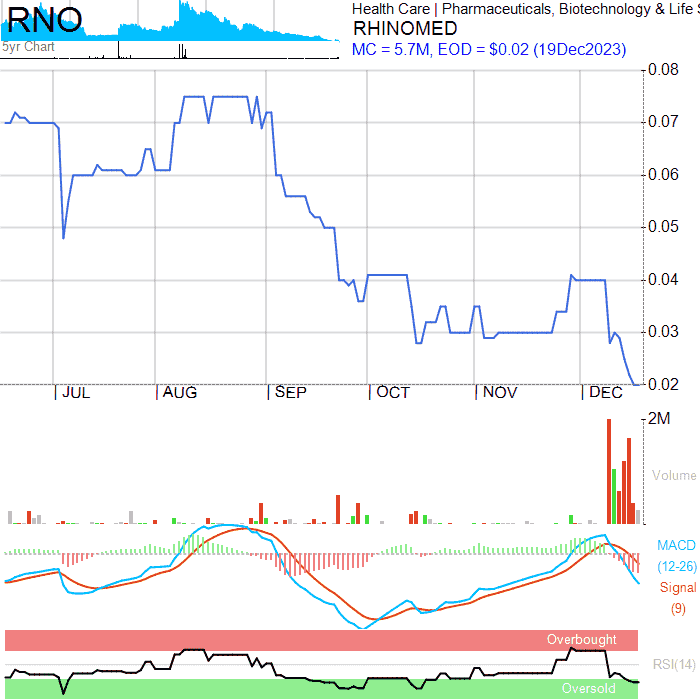 RNO
5yr Chart
Health Care | Pharmaceuticals, Biotechnology & Life S
RHINOMED
MC = 5.7M, EOD = $0.02 (19Dec2023)
0.08
0.07
0.06
0.05
0.04
0.03
0.02
JUL AUG SEP OCT NOV DEC
2M
Volume
MACD
(12-26)
Signal
(9)
Overbought
RSI(14)
Oversold